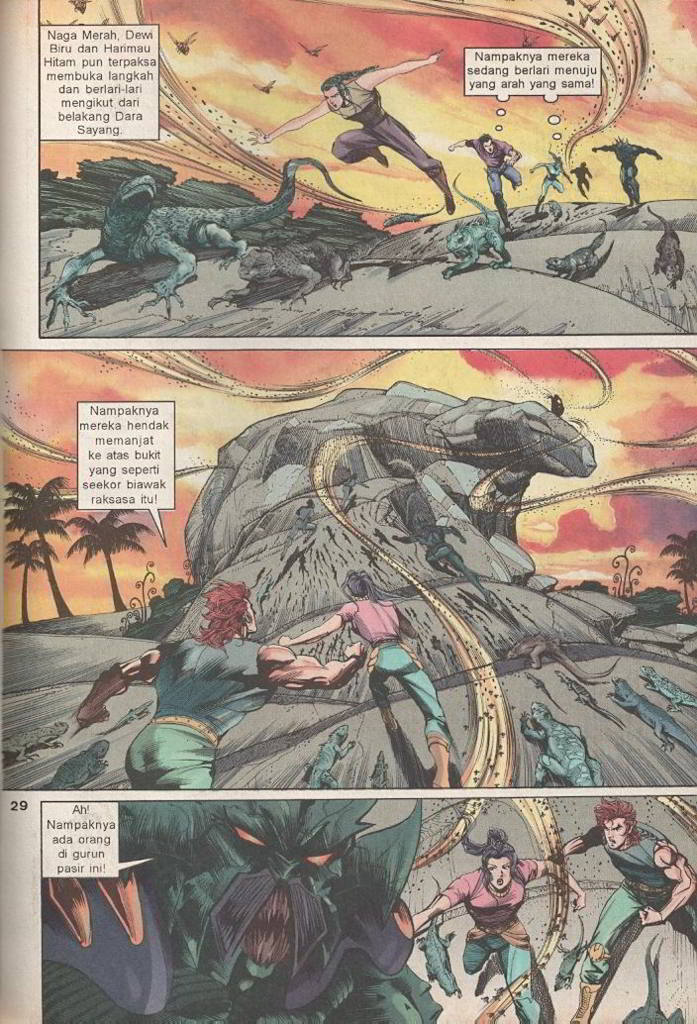 Naga Merah, Dewi
Biru dan Harimau
Hitam pun terpaksa
membuka langkah
dan berlari-lari
mengikut dari
belakang Dara
Sayang.
Nampaknya mereka
sedang berlari menuju
yang arah yang sama!
Nampaknya
mereka hendak
memanjat
ke atas bukit
yang seperti
seekor biawak
raksasa itu!
29
Ah!
Nampaknya
ada orang
di gurun
pasir ini!